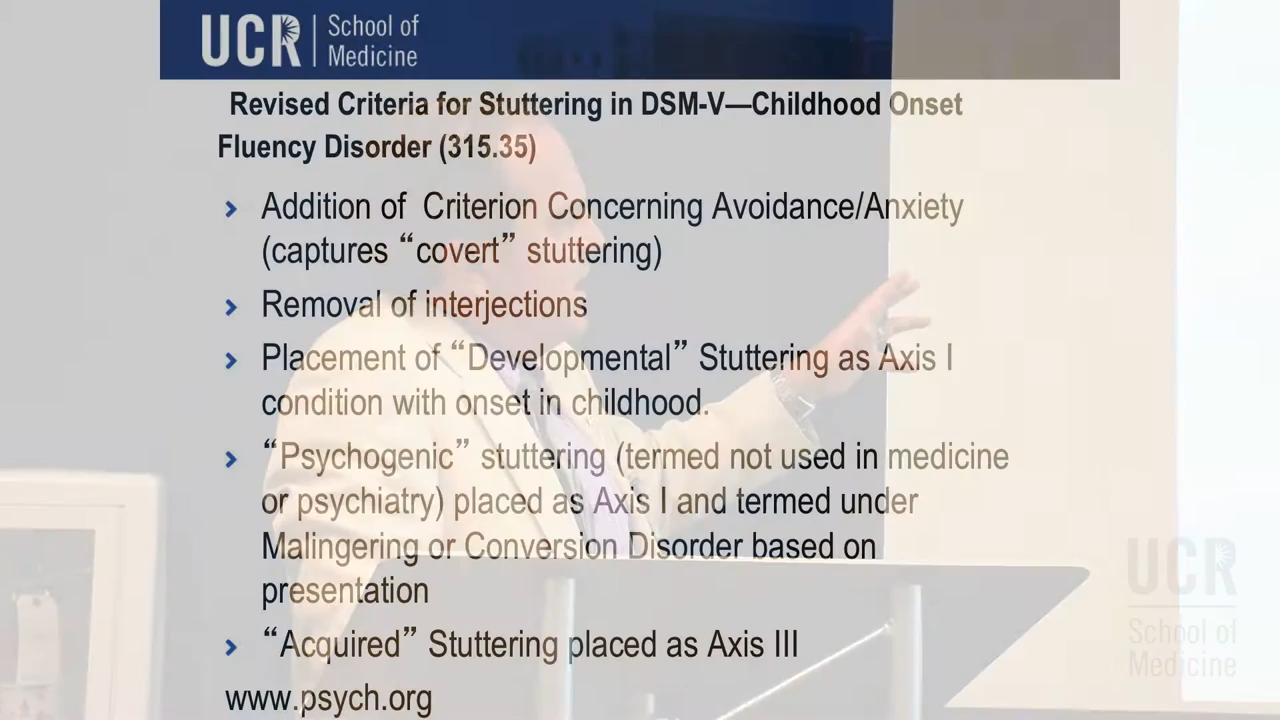 UCR School of
Medicine
Revised Criteria for Stuttering in DSM-V—Childhood Onset
Fluency Disorder (315.35)
Addition of Criterion Concerning Avoidance/Anxiety
(captures “covert” stuttering)
Removal of interjections
Placement of “Developmental” Stuttering as Axis I
condition with onset in childhood.
“Psychogenic” stuttering (termed not used in medicine
or psychiatry) placed as Axis I and termed under
Malingering or Conversion Disorder based on
presentation
“Acquired” Stuttering placed as Axis III
www.psych.org
UCR
School of
Medicine